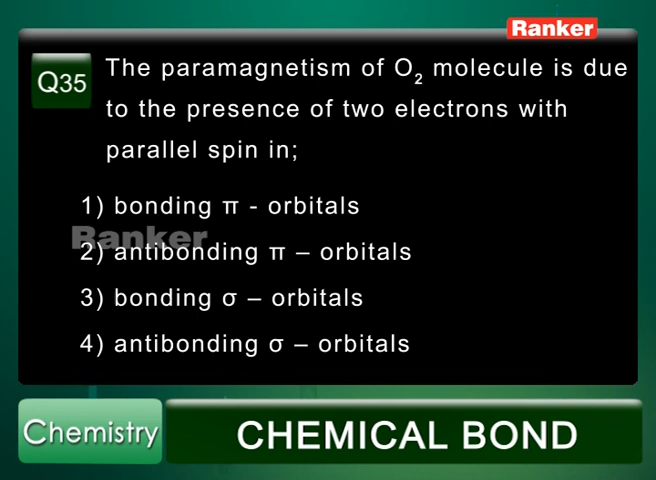 Ranker
Q35
The paramagnetism of O₂ molecule is due
to the presence of two electrons with
parallel spin in;
1) bonding π - orbitals
Ranker
2) antibonding π – orbitals
3) bonding σ – orbitals
4) antibonding σ – orbitals
Chemistry
CHEMICAL BOND